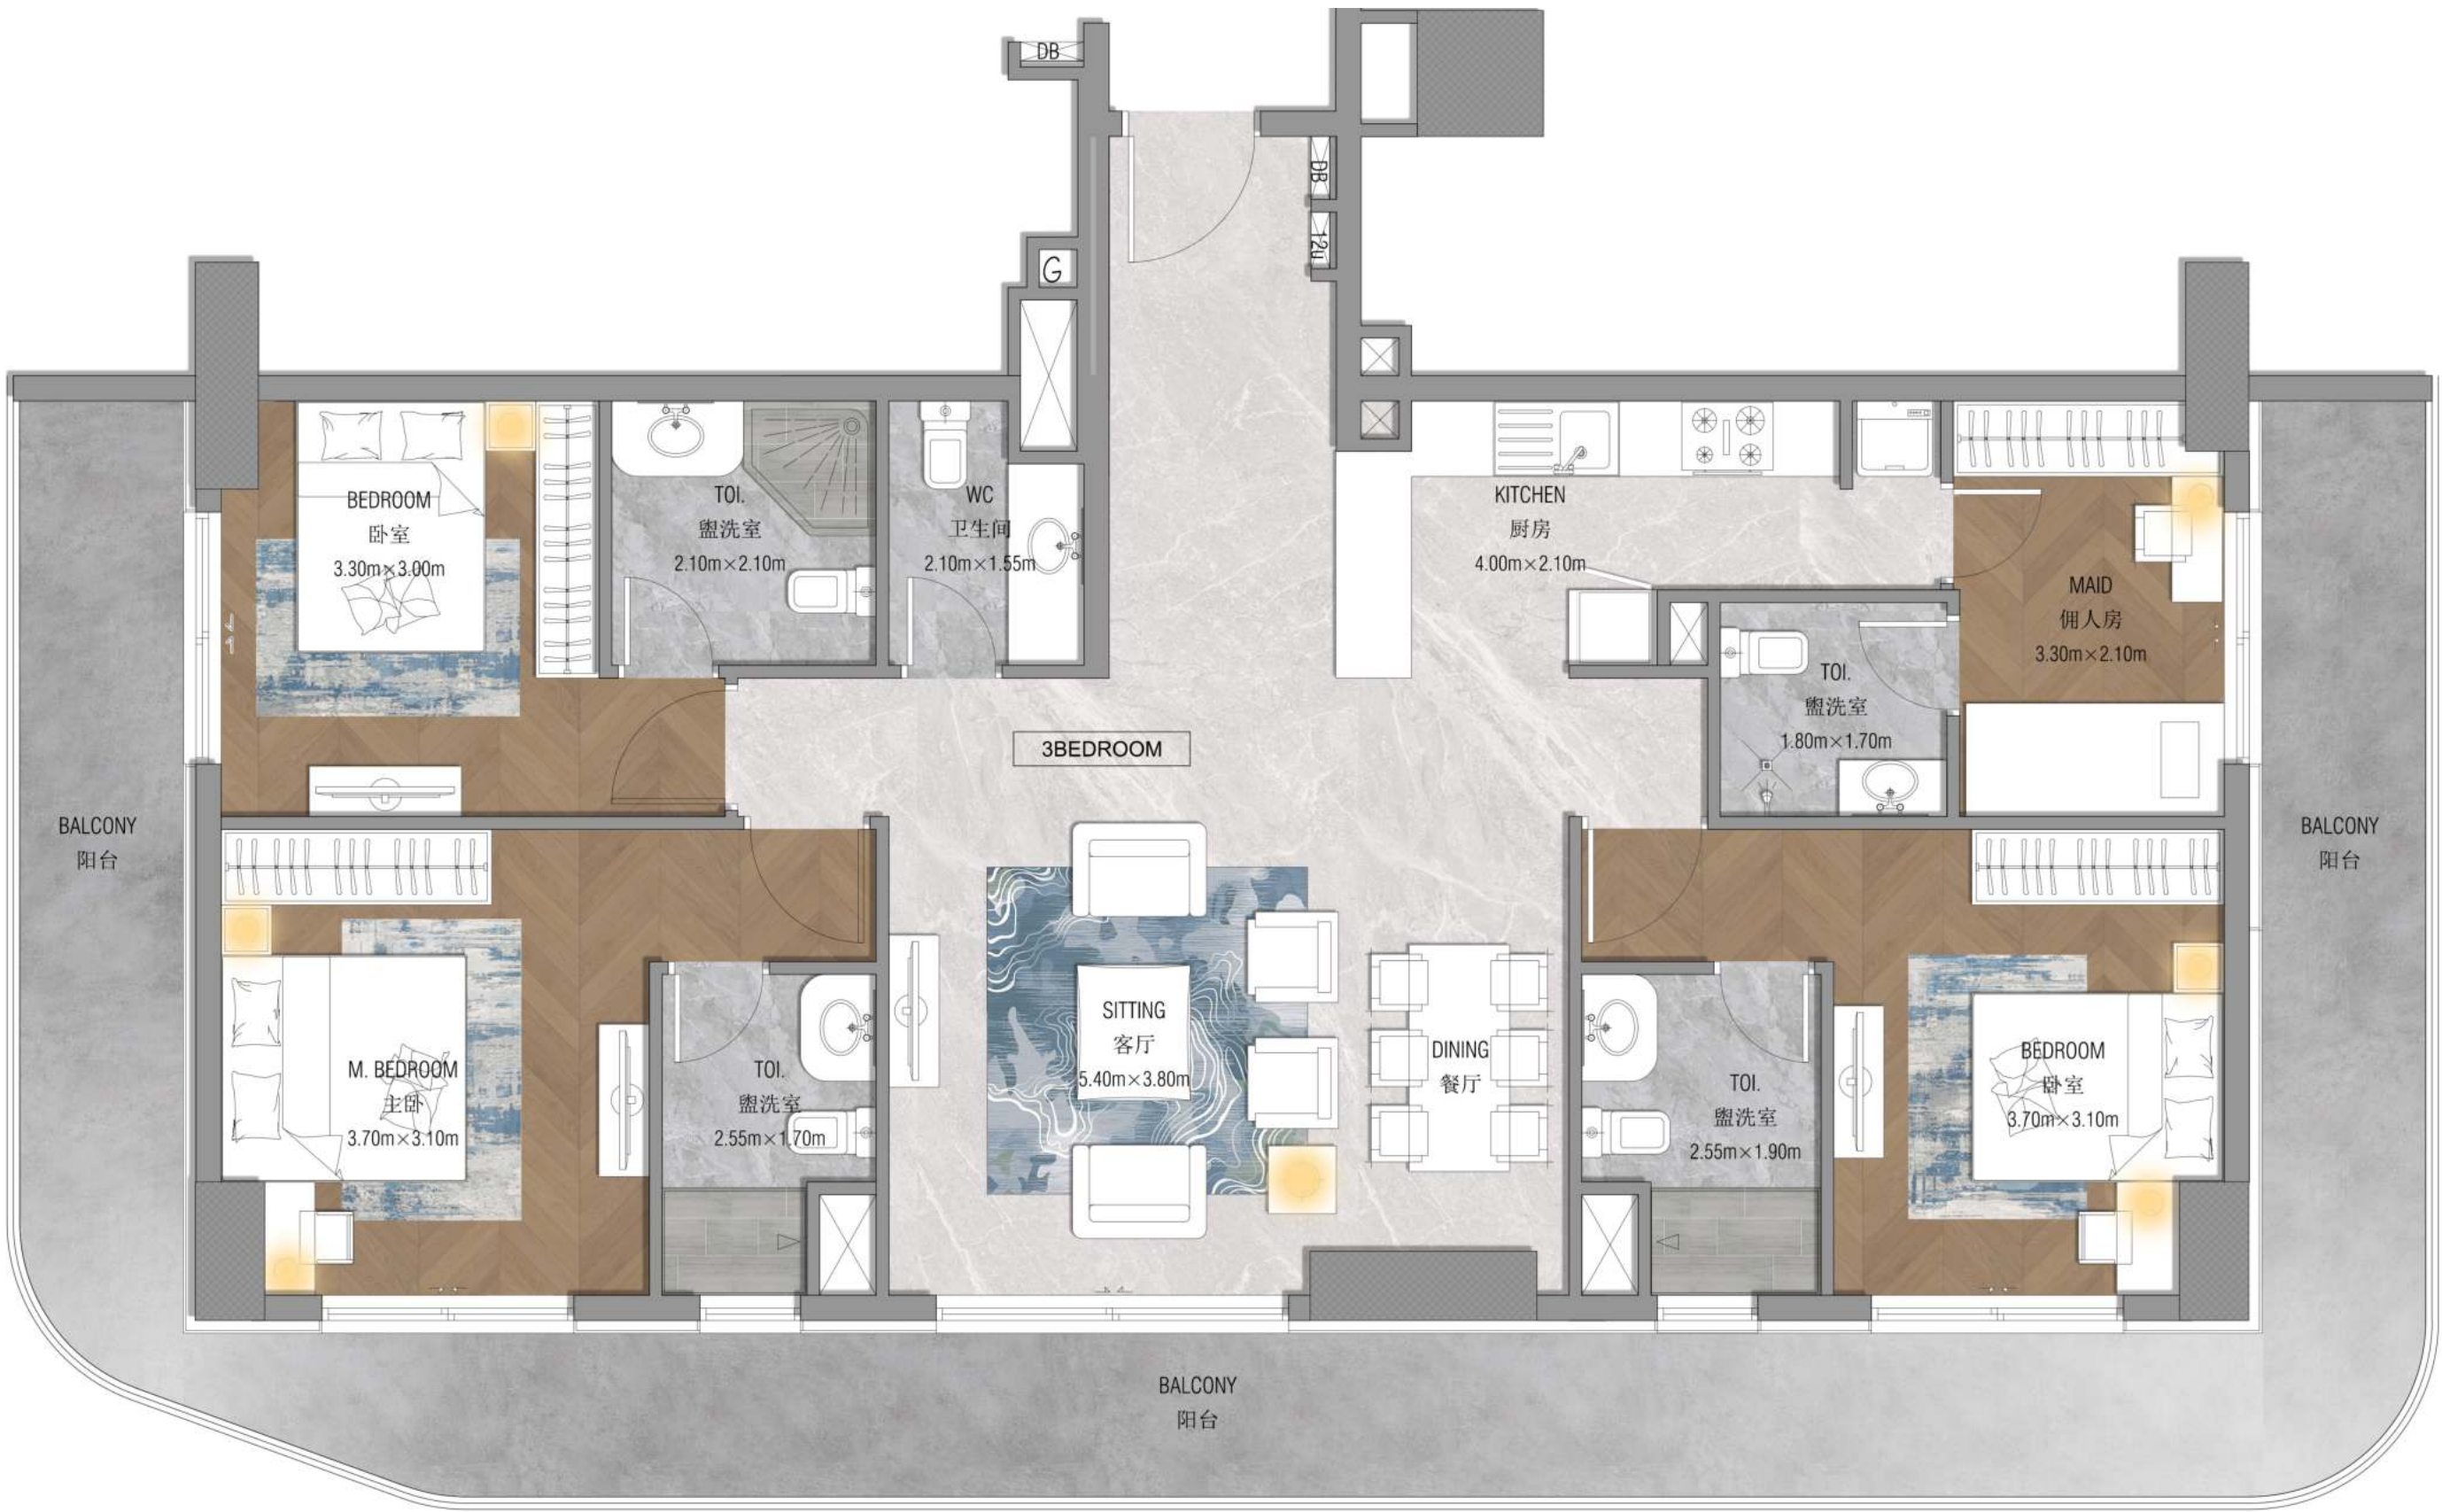 DB
DB
12u
G
BEDROOM
卧室
3.30m×3.00m
TOI.
盥洗室
2.10m×2.10m
WC
卫生间
2.10m×1.55m
KITCHEN
厨房
4.00m×2.10m
MAID
佣人房
3.30m×2.10m
TOI.
盥洗室
1.80m×1.70m
3BEDROOM
BALCONY
阳台
BALCONY
阳台
M. BEDROOM
主卧
3.70m×3.10m
TOI.
盥洗室
2.55m×1.70m
SITTING
客厅
5.40m×3.80m
DINING
餐厅
TOI.
盥洗室
2.55m×1.90m
BEDROOM
卧室
3.70m×3.10m
BALCONY
阳台